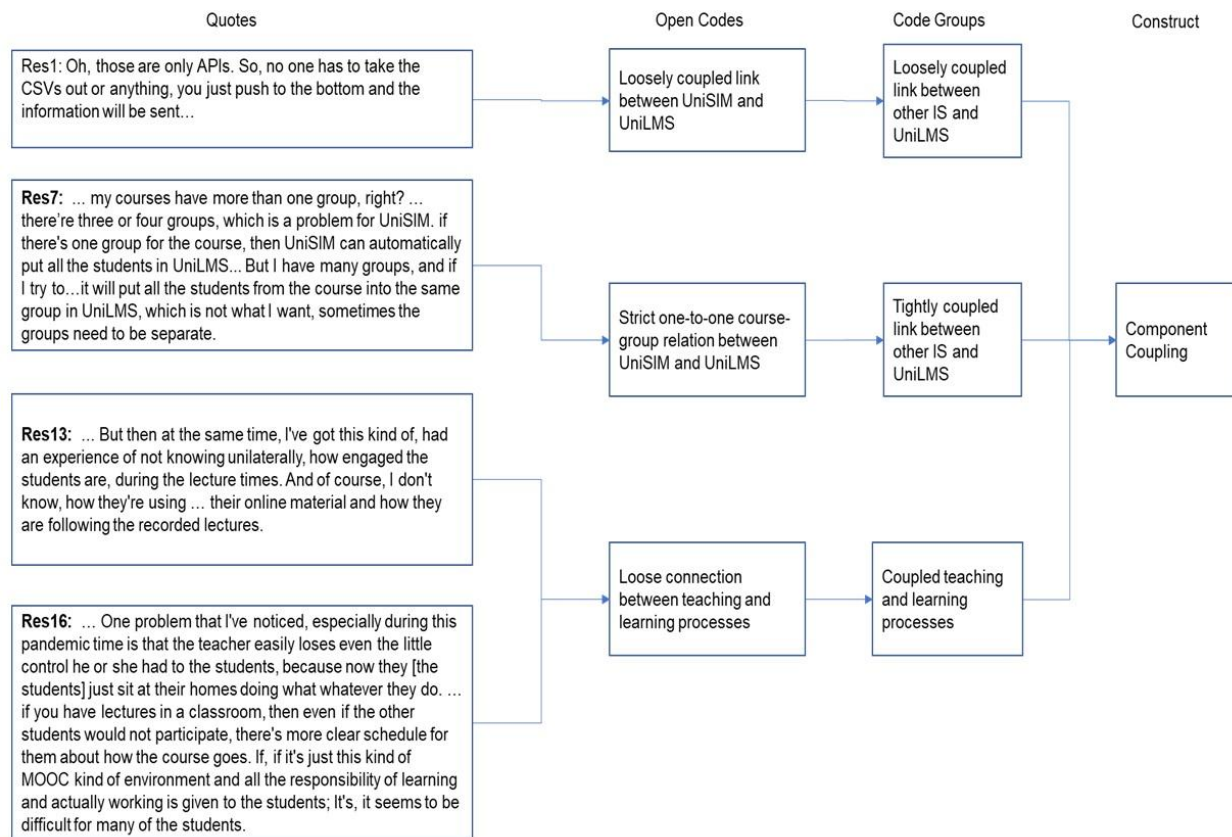 Quotes
Open Codes
Code Groups
Construct
Res1: Oh, those are only APIs. So, no one has to take the
CSVs out or anything, you just push to the bottom and the
information will be sent…
Loosely coupled link
between UniSIM and
UniLMS
Loosely coupled
link between
other IS and
UniLMS
Res7: ... my courses have more than one group, right? ...
there're three or four groups, which is a problem for UniSIM. if
there's one group for the course, then UniSIM can automatically
put all the students in UniLMS... But I have many groups, and if
I try to…it will put all the students from the course into the same
group in UniLMS, which is not what I want, sometimes the
groups need to be separate.
Strict one-to-one course-
group relation between
UniSIM and UniLMS
Tightly coupled
link between
other IS and
UniLMS
Component
Coupling
Res13: ... But then at the same time, I've got this kind of, had
an experience of not knowing unilaterally, how engaged the
students are, during the lecture times. And of course, I don't
know, how they're using ... their online material and how they
are following the recorded lectures.
Loose connection
between teaching and
learning processes
Coupled teaching
and learning
processes
Res16: ... One problem that I've noticed, especially during this
pandemic time is that the teacher easily loses even the little
control he or she had to the students, because now they [the
students] just sit at their homes doing what whatever they do. ...
if you have lectures in a classroom, then even if the other
students would not participate, there's more clear schedule for
them about how the course goes. If, if it's just this kind of
MOOC kind of environment and all the responsibility of learning
and actually working is given to the students; It's, it seems to be
difficult for many of the students.